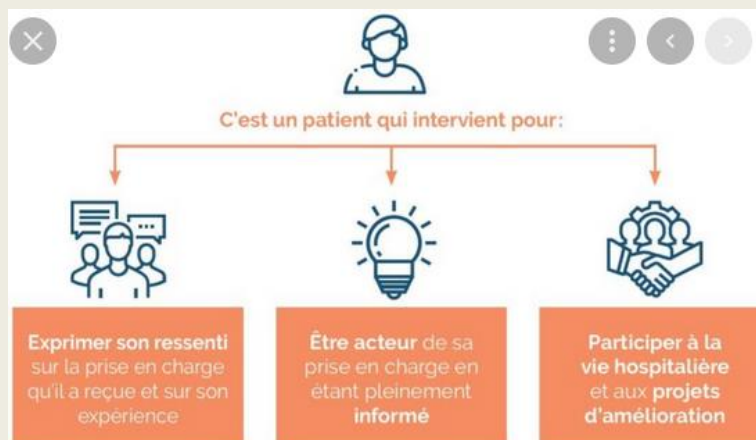 C'est un patient qui intervient pour:
Exprimer son ressenti
sur la prise en charge
qu'il a reçue et sur son
expérience
Être acteur de sa
prise en charge en
étant pleinement
informé
Participer à la
vie hospitalière
et aux projets
d'amélioration